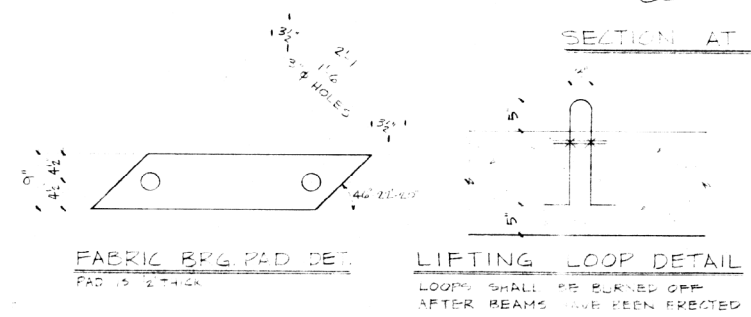 SECTION AT
3½"
2'-1
1'-6
HOLES
3½"
9"
4½ 4½
5"
5"
FABRIC BRG. PAD DET.
PAD IS THICK
LIFTING LOOP DETAIL
LOOPS SHALL BE BURNED OFF
AFTER BEAMS HAVE BEEN ERECTED